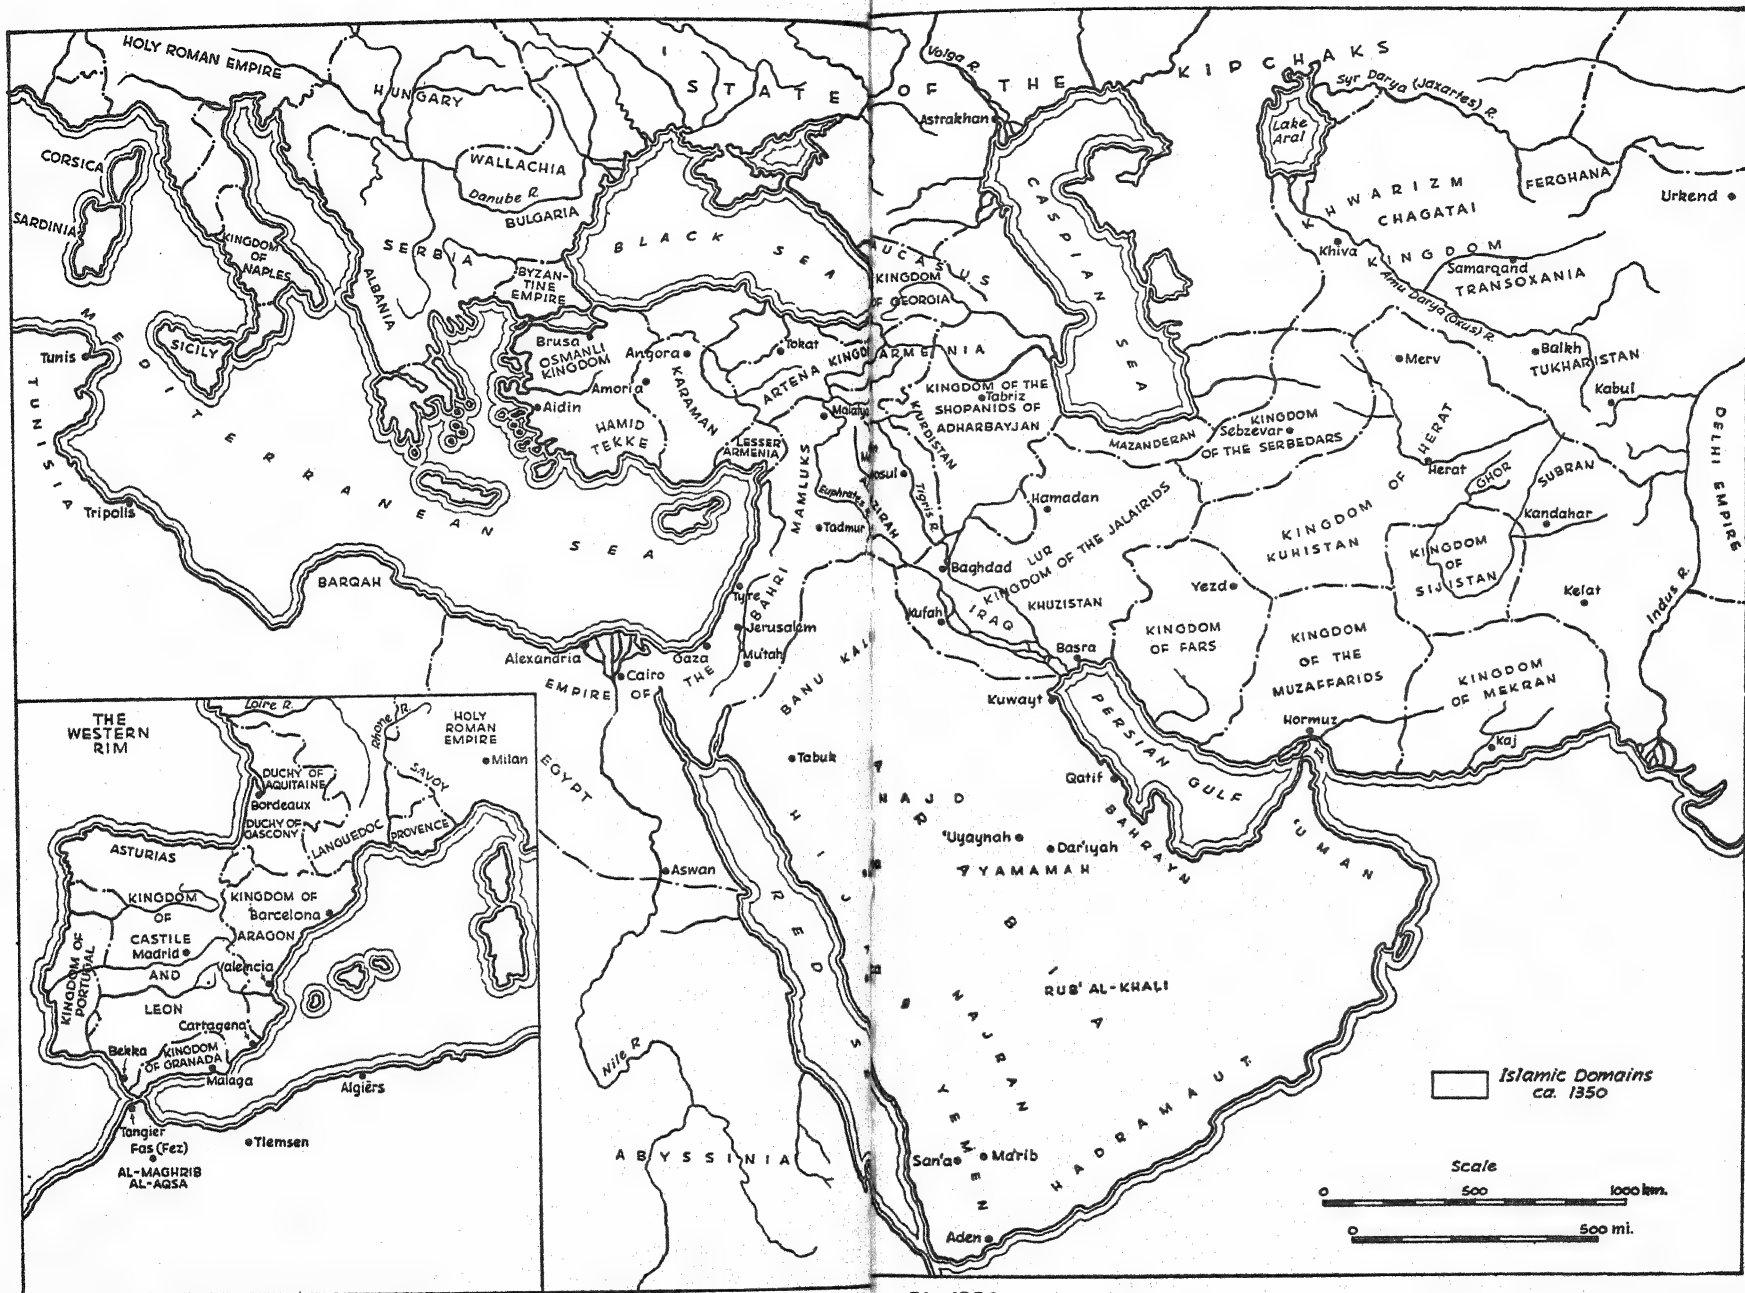 HOLY ROMAN EMPIRE
HUNGARY
STATE OF THE KIPCHAKS
Volga R.
Astrakhan
Syr Darya (Jaxartes) R.
Lake
Aral
CORSICA
SARDINIA
WALLACHIA
Danube R.
BULGARIA
SERBIA
ALBANIA
KINGDOM
OF
NAPLES
BYZAN-
TINE
EMPIRE
BLACK SEA
CASPIAN SEA
KHWARIZM
CHAGATAI
KINGDOM
FERGHANA
Urkend
Khiva
Samarqand
TRANSOXANIA
Amu Darya (Oxus) R.
KINGDOM
OF GEORGIA
ARMENIA
MEDITERRANEAN SEA
SICILY
Tunis
TUNISIA
Tripolis
Brusa
OSMANLI
KINGDOM
Angora
Tokat
Amoria
Aidin
HAMID
TEKKE
KARAMAN
ARTENA
LESSER
ARMENIA
KINGDOM OF THE
Tabriz
SHOPANIDS OF
ADHARBAYJAN
KURDISTAN
MAZANDERAN
KINGDOM
Sebzevar
OF THE SERBEDARS
Merv
Balkh
TUKHARISTAN
Kabul
DELHI EMPIRE
KINGDOM OF HERAT
Herat
GHOR
SUBRAN
Kandahar
KUHISTAN
KINGDOM
OF
SIJISTAN
Kelat
Indus R.
MAMLUKS
Euphrates R.
Tigris R.
Tadmur
Hamadan
LUR
KINGDOM OF THE JALAIRIDS
Baghdad
Kufah
IRAQ
KHUZISTAN
Yezd
KINGDOM
OF FARS
KINGDOM
OF THE
MUZAFFARIDS
KINGDOM
OF MEKRAN
Basra
Kuwayt
Hormuz
Kaj
PERSIAN GULF
BARQAH
Alexandria
Cairo
Gaza
Tyre
Jerusalem
Mu'tah
EMPIRE OF THE BAHRI
EGYPT
BANU
Tabuk
HIJ
NAJD
Qatif
BAHRAYN
'Uyaynah
Dar'iyah
YAMAMAH
'UMAN
Aswan
RED S
RUB' AL-KHALI
NAJRAN
YEMEN
HADRAMAUT
San'a
Ma'rib
Aden
Nile R.
ABYSSINIA
THE
WESTERN
RIM
Loire R.
Rhone R.
HOLY
ROMAN
EMPIRE
Milan
SAVOY
DUCHY OF
AQUITAINE
Bordeaux
DUCHY OF
GASCONY
LANGUEDOC
PROVENCE
ASTURIAS
KINGDOM
OF
CASTILE
Madrid
AND
LEON
KINGDOM OF
Barcelona
ARAGON
Valencia
KINGDOM OF
PORTUGAL
Cartagena
Bekka
KINGDOM
OF GRANADA
Malaga
Algiers
Tangier
Fas (Fez)
Tlemsen
AL-MAGHRIB
AL-AQSA
Islamic Domains
ca. 1350
Scale
0 500 1000 km.
0 500 mi.